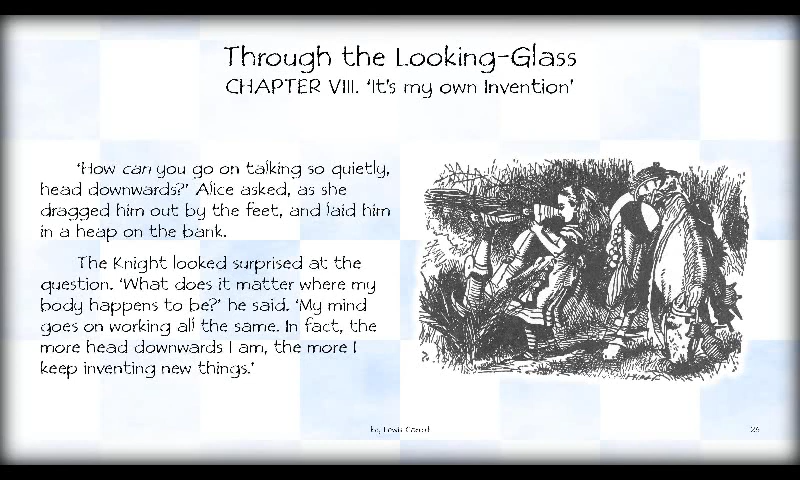 Through the Looking-Glass
CHAPTER VIII. 'It's my own Invention'
'How can you go on talking so quietly,
head downwards?' Alice asked, as she
dragged him out by the feet, and laid him
in a heap on the bank.
The Knight looked surprised at the
question. 'What does it matter where my
body happens to be?' he said. 'My mind
goes on working all the same. In fact, the
more head downwards I am, the more I
keep inventing new things.'
by Lewis Carroll
26